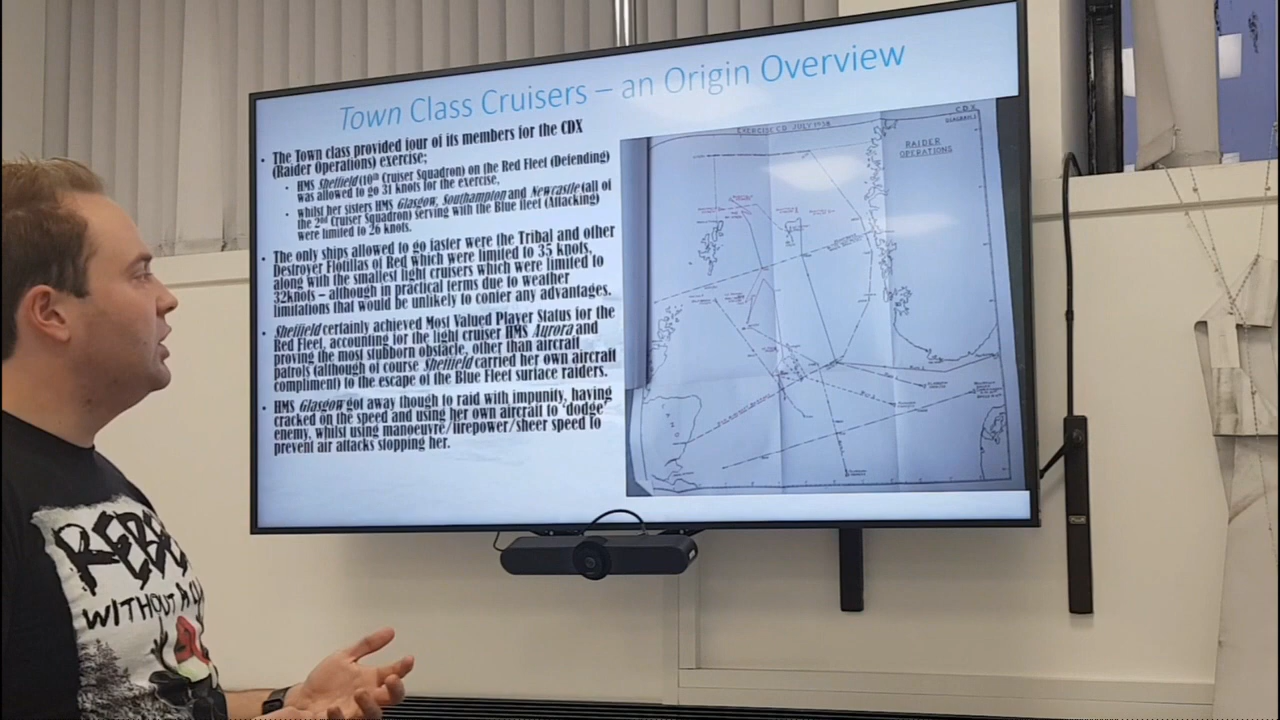 Town Class Cruisers – an Origin Overview
• The Town class provided four of its members for the CDX
(Raider Operations) exercise;
• HMS Sheffield (10th Cruiser Squadron) on the Red Fleet (Defending)
was allowed to go 31 knots for the exercise,
• whilst her sisters HMS Glasgow, Southampton and Newcastle (all of
the 2nd Cruiser Squadron) serving with the Blue fleet (Attacking)
were limited to 26 knots.
• The only ships allowed to go faster were the Tribal and other
Destroyer Flotillas of Red which were limited to 35 knots,
along with the smallest light cruisers which were limited to
32knots – although in practical terms due to weather
limitations that would be unlikely to confer any advantages.
• Sheffield certainly achieved Most Valued Player Status for the
Red Fleet, accounting for the light cruiser HMS Aurora and
proving the most stubborn obstacle, other than aircraft
patrols (although of course Sheffield carried her own aircraft
compliment) to the escape of the Blue Fleet surface raiders.
• HMS Glasgow got away though to raid with impunity, having
cracked on the speed and using her own aircraft to 'dodge'
enemy, whilst using manoeuvre/firepower/sheer speed to
prevent air attacks stopping her.
EXERCISE CD JULY 1938
CDX
RAIDER
OPERATIONS
REBE
WITHOUT A